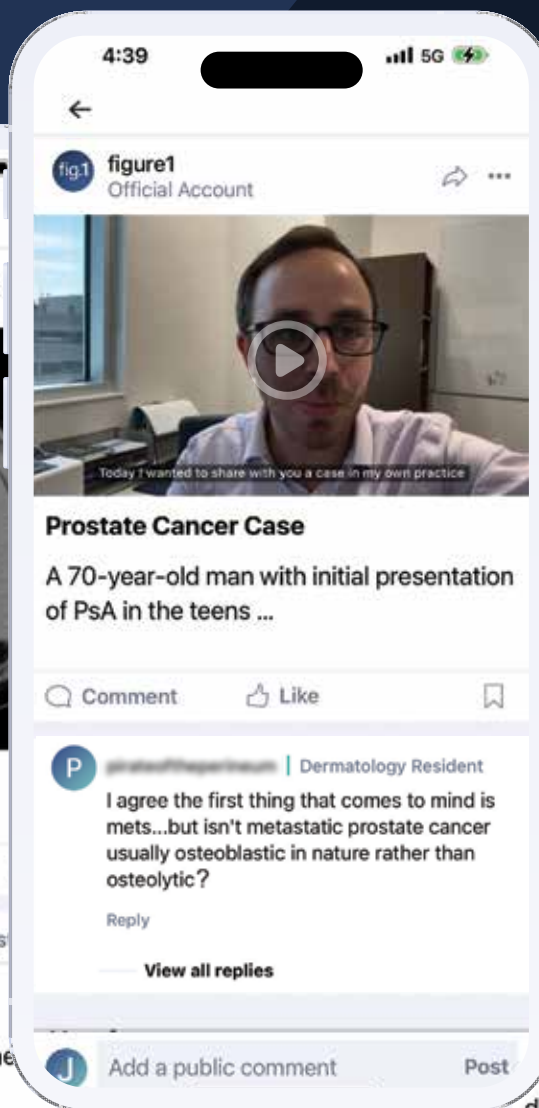 4:39
5G
fig.1
figure1
Official Account
Today I wanted to share with you a case in my own practice
Prostate Cancer Case
A 70-year-old man with initial presentation
of PsA in the teens ...
Comment
Like
P
Dermatology Resident
I agree the first thing that comes to mind is
mets...but isn't metastatic prostate cancer
usually osteoblastic in nature rather than
osteolytic?
Reply
View all replies
J
Add a public comment
Post